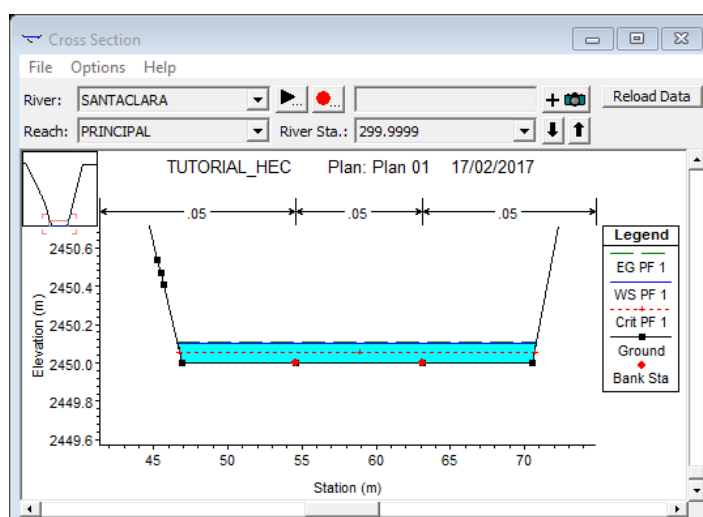 Cross Section
File Options Help
River: SANTACLARA ... ... Reload Data
Reach: PRINCIPAL River Sta.: 299.9999
TUTORIAL_HEC Plan: Plan 01 17/02/2017
.05 .05 .05
Legend
EG PF 1
WS PF 1
Crit PF 1
Ground
Bank Sta
Elevation (m)
2450.6
2450.4
2450.2
2450.0
2449.8
2449.6
45 50 55 60 65 70
Station (m)